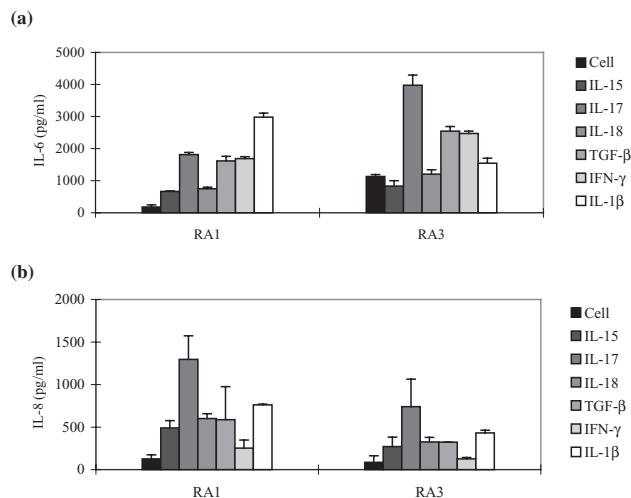 (a)
IL-6 (pg/ml)
6000
5000
4000
3000
2000
1000
0
RA1
RA3
Cell
IL-15
IL-17
IL-18
TGF-β
IFN-γ
IL-1β
(b)
IL-8 (pg/ml)
2000
1500
1000
500
0
RA1
RA3
Cell
IL-15
IL-17
IL-18
TGF-β
IFN-γ
IL-1β